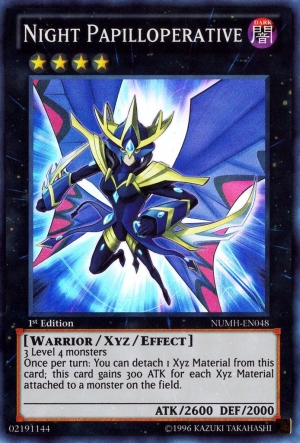 NIGHT PAPILLOPERATIVE
DARK
闇
1st Edition
NUMH-EN048
[WARRIOR / XYZ / EFFECT]
3 Level 4 monsters
Once per turn: You can detach 1 Xyz Material from
this card; this card gains 300 ATK for each Xyz Material
attached to a monster on the field.
ATK/2600 DEF/2000
02191144
©1996 KAZUKI TAKAHASHI